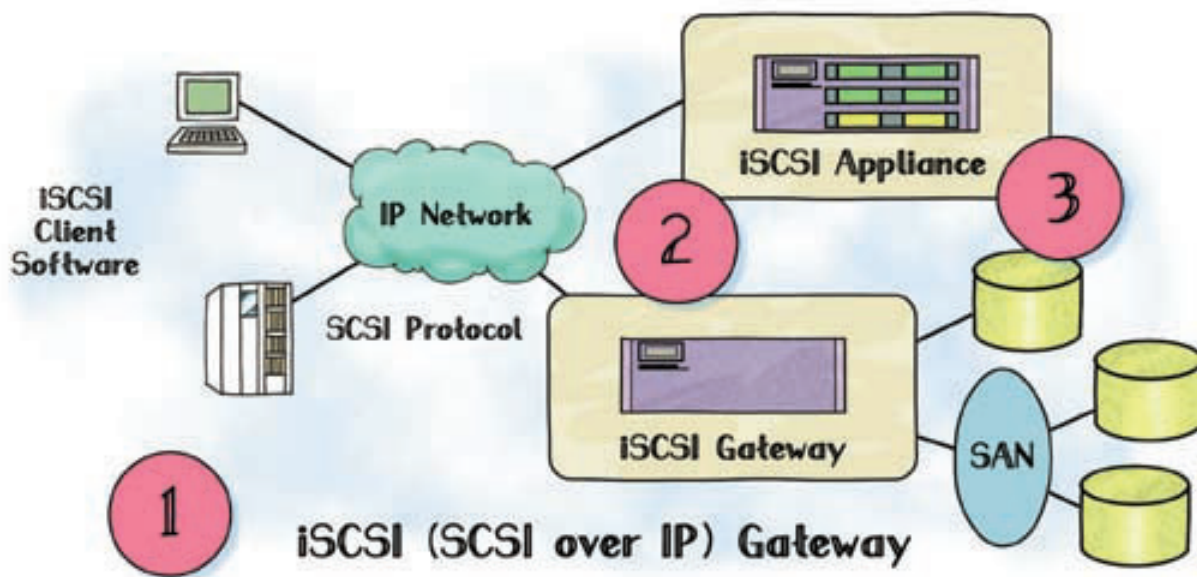 iSCSI
Client
Software
IP Network
SCSI Protocol
iSCSI Appliance
2
3
iSCSI Gateway
SAN
1
iSCSI (SCSI over IP) Gateway